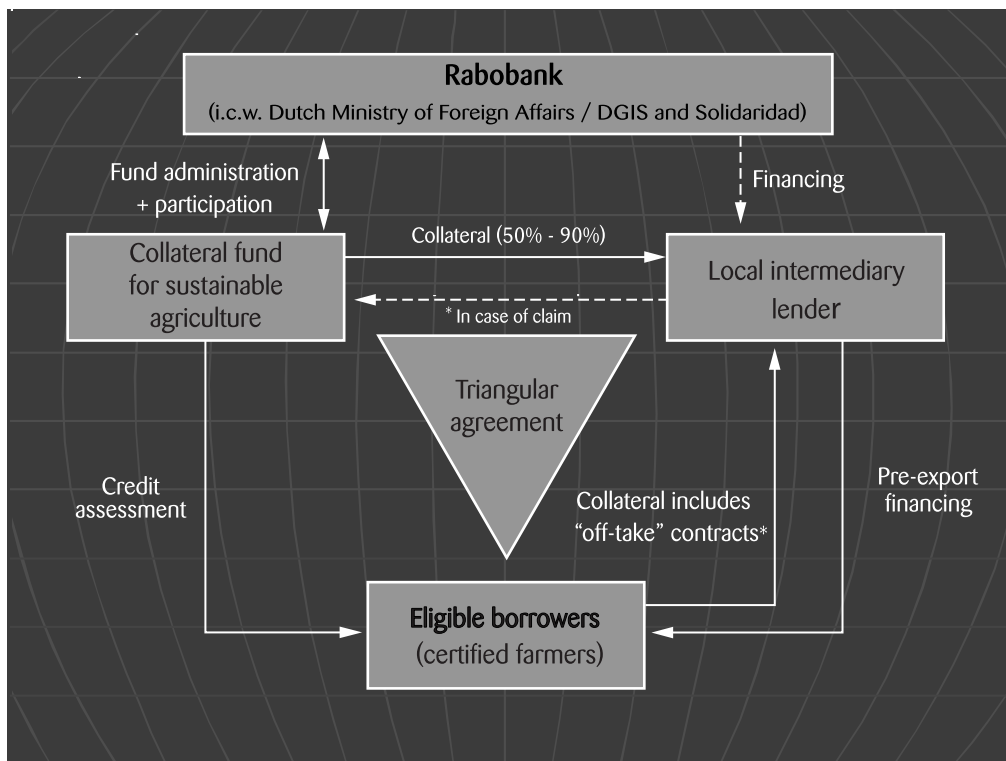 Rabobank
(i.c.w. Dutch Ministry of Foreign Affairs / DGIS and Solidaridad)
Fund administration
+ participation
Financing
Collateral fund
for sustainable
agriculture
Collateral (50% - 90%)
* In case of claim
Local intermediary
lender
Triangular
agreement
Credit
assessment
Collateral includes
“off-take” contracts*
Pre-export
financing
Eligible borrowers
(certified farmers)